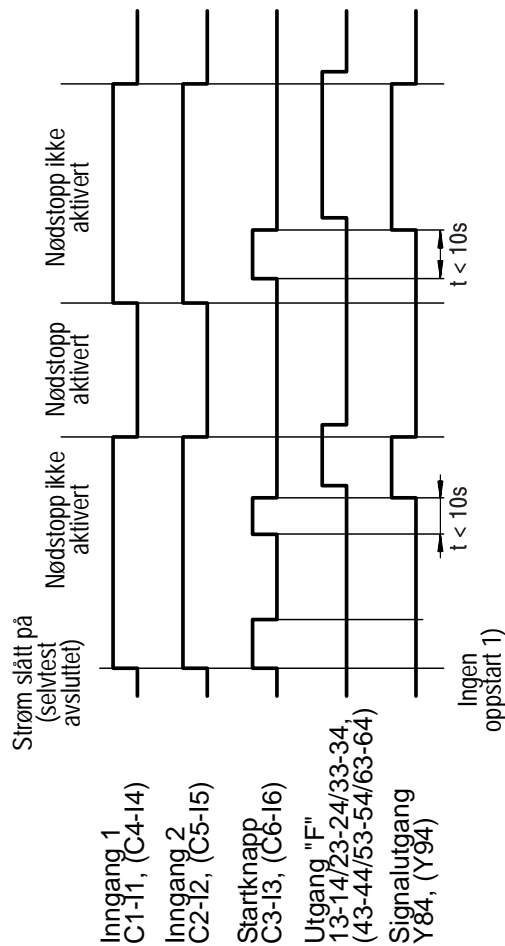 Strøm slått på
(selvtest
avsluttet)
Nødstopp ikke
aktivert
Nødstopp
aktivert
Nødstopp ikke
aktivert
Inngang 1
C1-I1, (C4-I4)
Inngang 2
C2-I2, (C5-I5)
Startknapp
C3-I3, (C6-I6)
Utgang "F"
13-14/23-24/33-34,
(43-44/53-54/63-64)
Signalutgang
Y84, (Y94)
Ingen
oppstart 1)
t < 10s
t < 10s